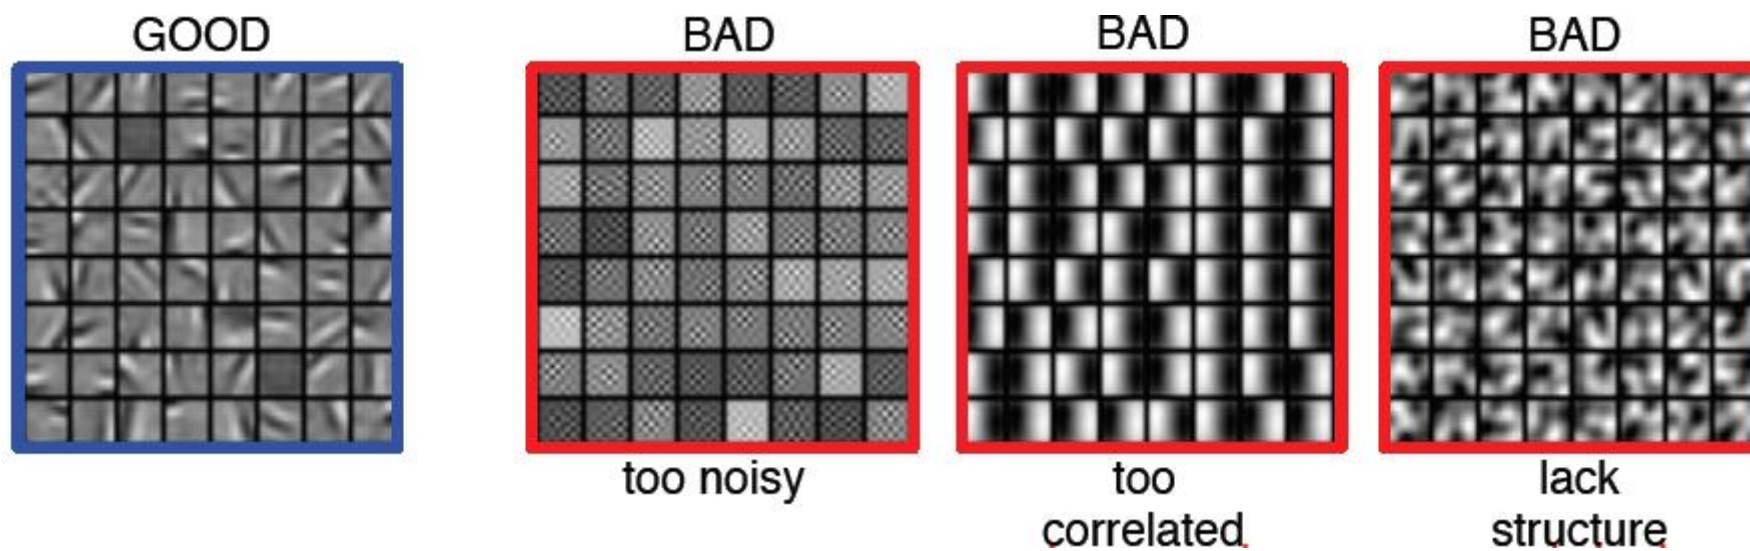 GOOD
BAD
BAD
BAD
too noisy
too
correlated
lack
structure